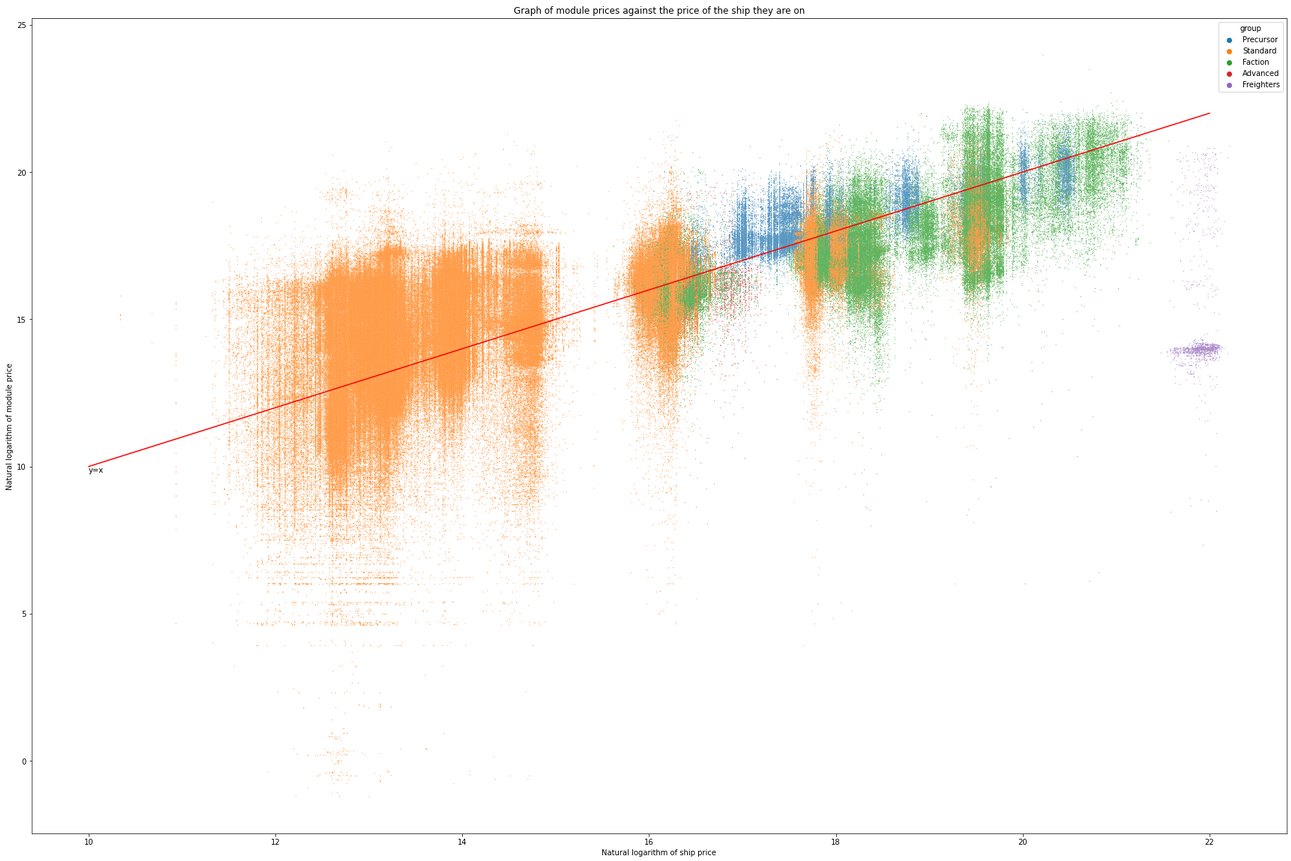 Graph of module prices against the price of the ship they are on
25
20
15
10
5
0
Natural logarithm of module price
y=x
group
Precursor
Standard
Faction
Advanced
Freighters
10 12 14 16 18 20 22
Natural logarithm of ship price